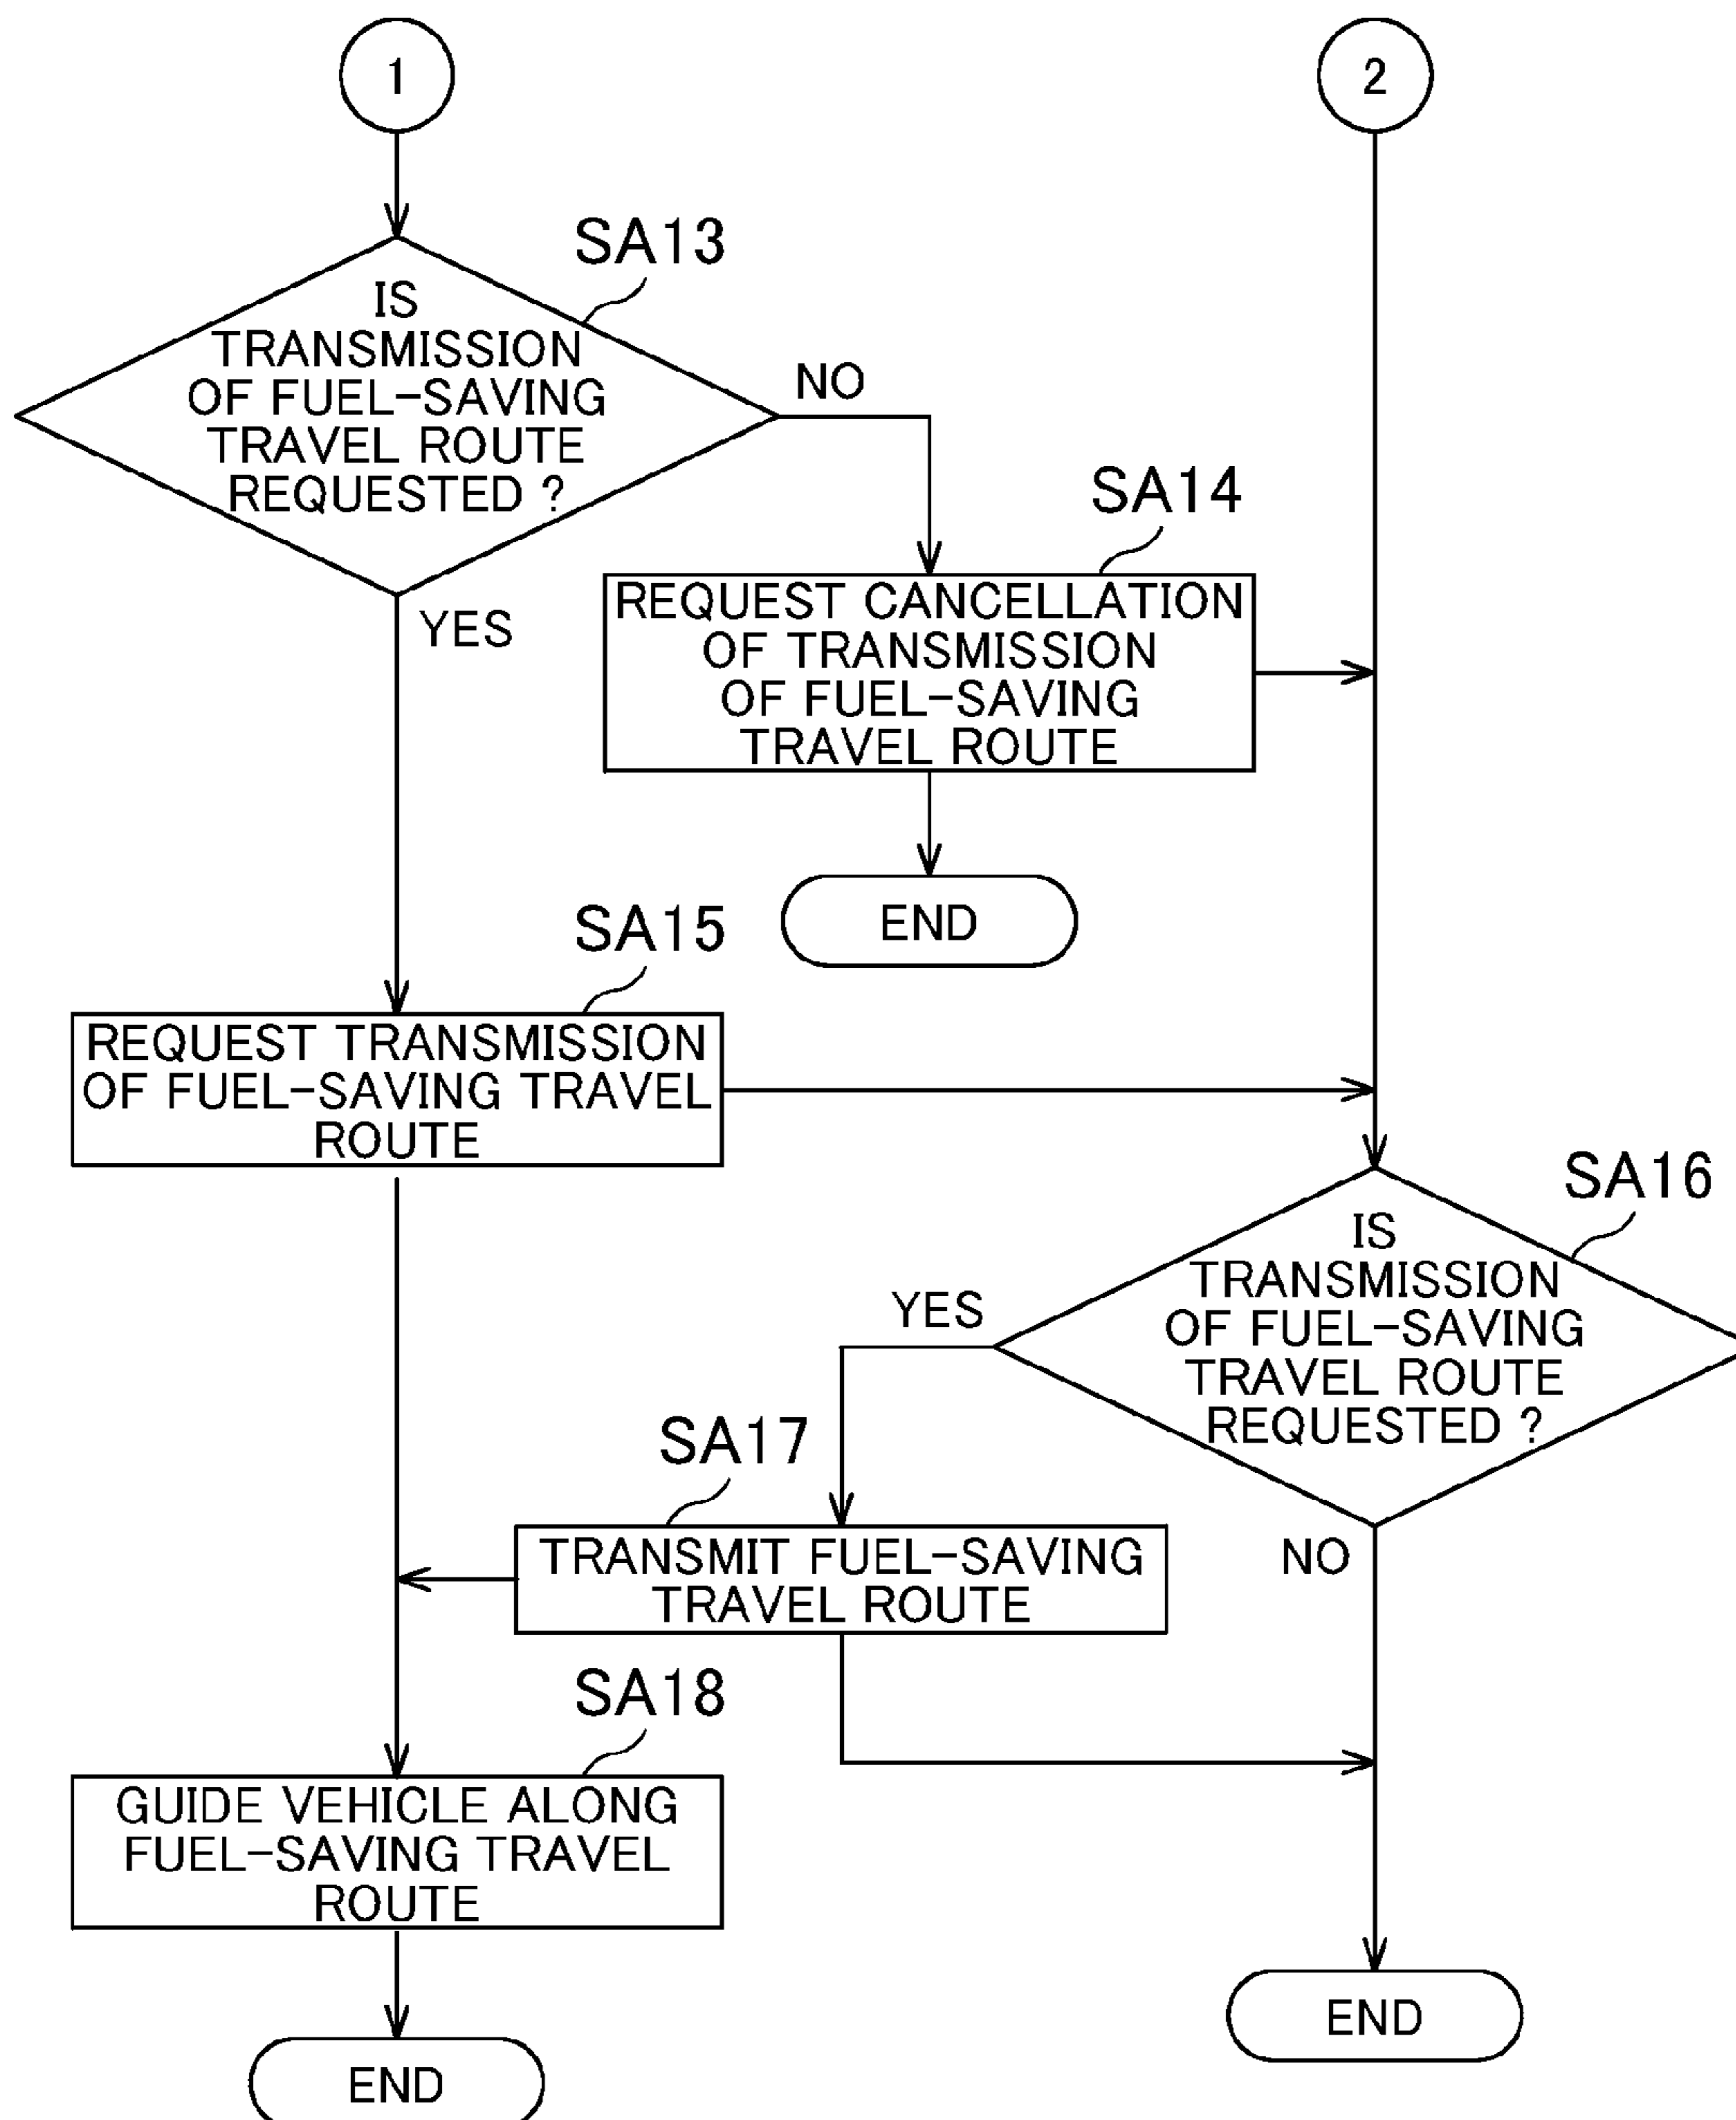 1
2
SA13
IS
TRANSMISSION
OF FUEL-SAVING
TRAVEL ROUTE
REQUESTED ?
NO
YES
SA14
REQUEST CANCELLATION
OF TRANSMISSION
OF FUEL-SAVING
TRAVEL ROUTE
END
SA15
REQUEST TRANSMISSION
OF FUEL-SAVING TRAVEL
ROUTE
SA16
IS
TRANSMISSION
OF FUEL-SAVING
TRAVEL ROUTE
REQUESTED ?
YES
NO
SA17
TRANSMIT FUEL-SAVING
TRAVEL ROUTE
SA18
GUIDE VEHICLE ALONG
FUEL-SAVING TRAVEL
ROUTE
END
END